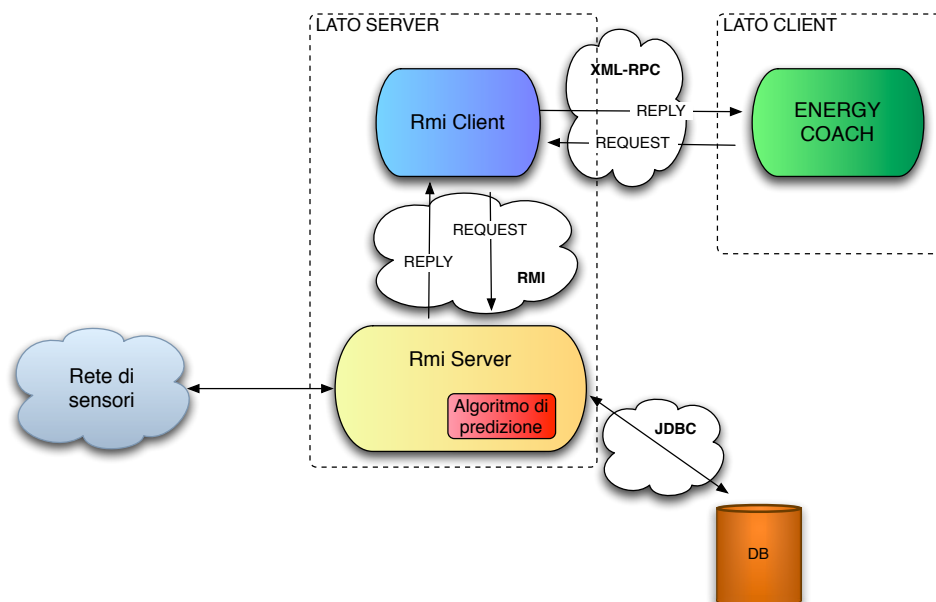 LATO SERVER
LATO CLIENT
XML-RPC
Rmi Client
REPLY
ENERGY
COACH
REQUEST
REQUEST
REPLY
RMI
Rmi Server
Rete di
sensori
Algoritmo di
predizione
JDBC
DB